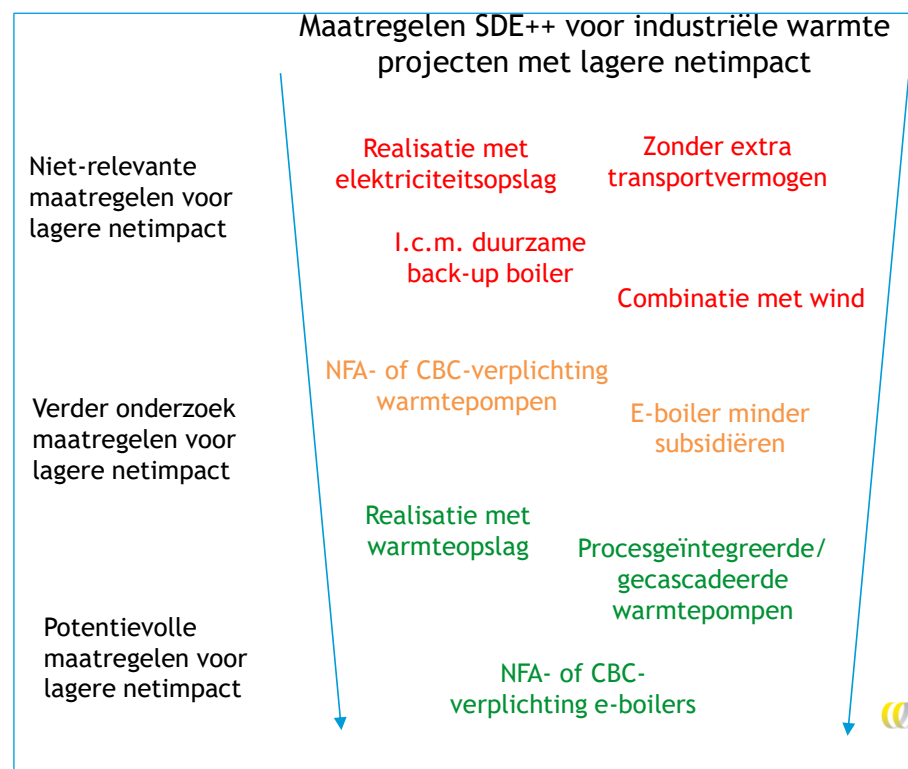 Maatregelen SDE++ voor industriële warmte
projecten met lagere netimpact
Niet-relevante
maatregelen voor
lagere netimpact
Realisatie met
elektriciteitsopslag
Zonder extra
transportvermogen
I.c.m. duurzame
back-up boiler
Combinatie met wind
Verder onderzoek
maatregelen voor
lagere netimpact
NFA- of CBC-verplichting
warmtepompen
E-boiler minder
subsidiëren
Potentievolle
maatregelen voor
lagere netimpact
Realisatie met
warmteopslag
Procesgeïntegreerde/
gecascadeerde
warmtepompen
NFA- of CBC-
verplichting e-boilers